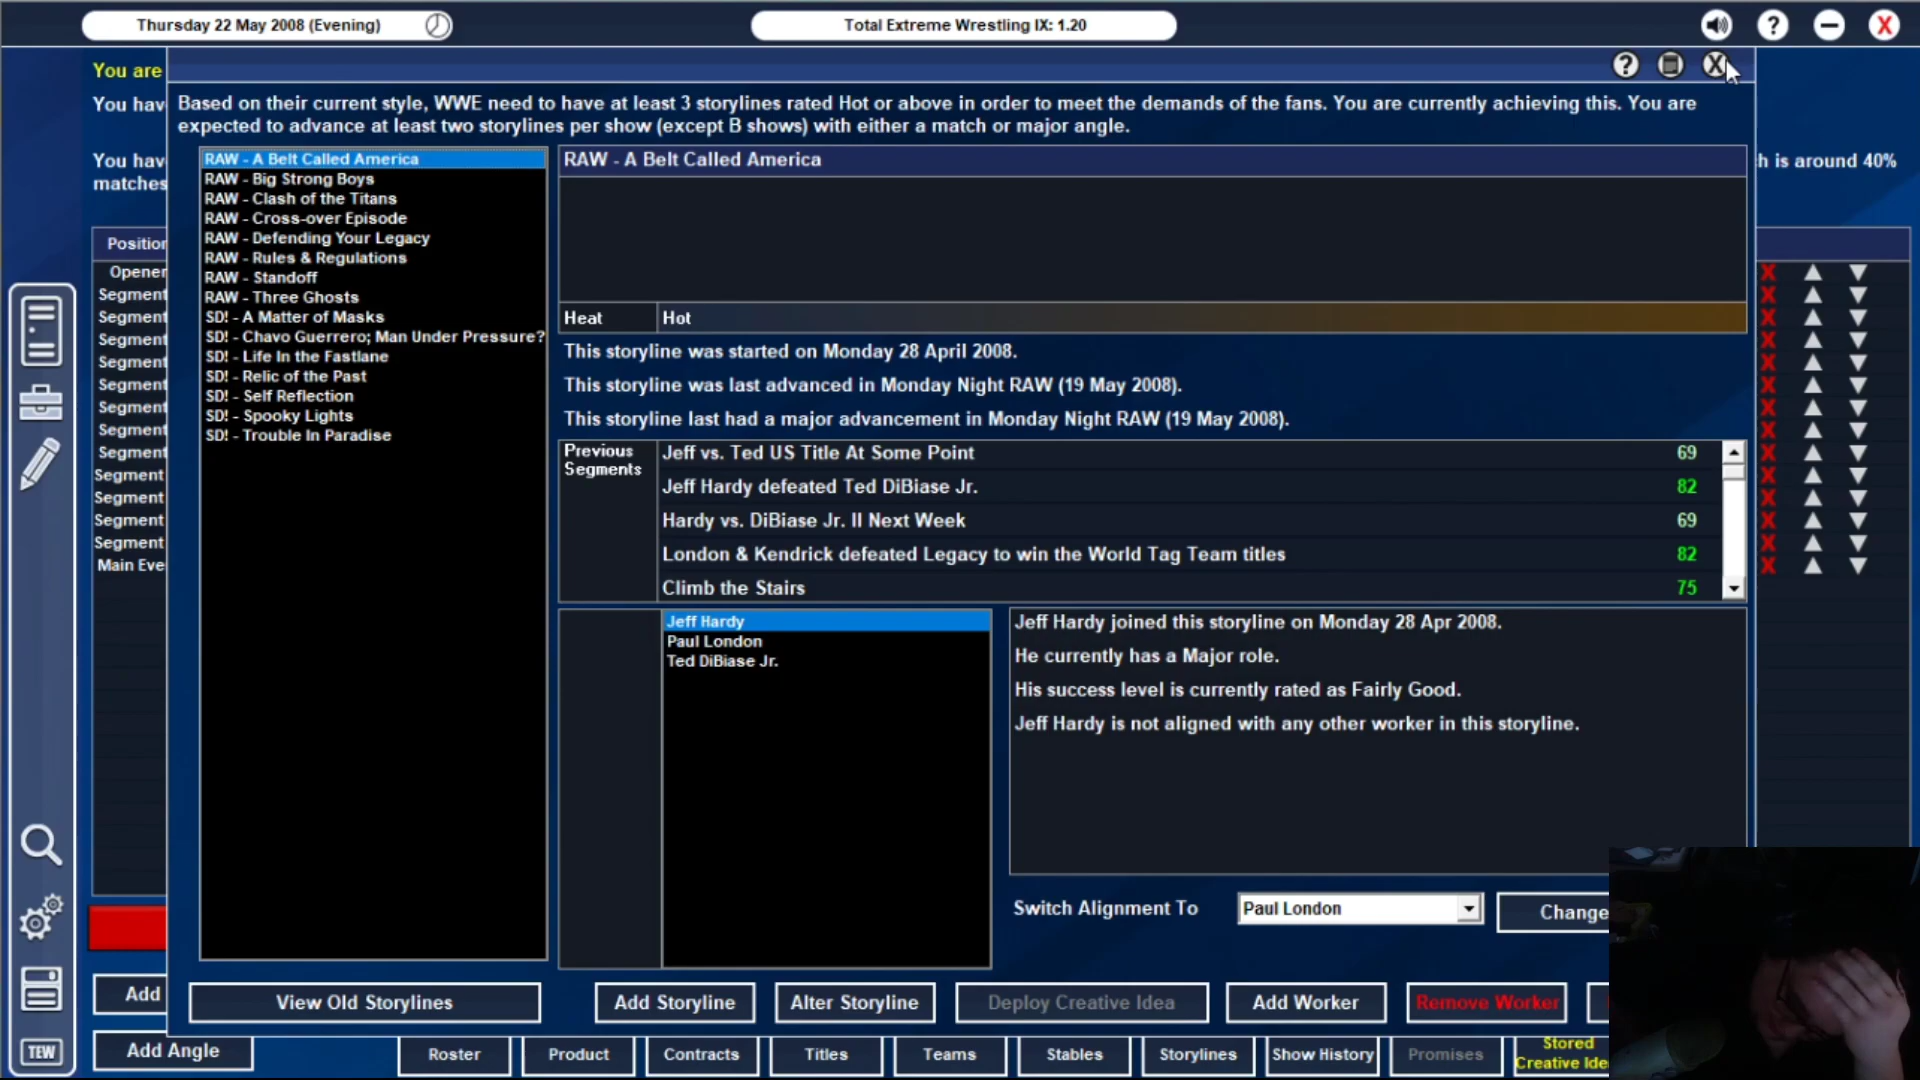 Thursday 22 May 2008 (Evening)
Total Extreme Wrestling IX: 1.20
You are
You hav
You hav
matches
h is around 40%
Based on their current style, WWE need to have at least 3 storylines rated Hot or above in order to meet the demands of the fans. You are currently achieving this. You are
expected to advance at least two storylines per show (except B shows) with either a match or major angle.
Position
Opener
Segment
Segment
Segment
Segment
Segment
Segment
Segment
Segment
Segment
Segment
Segment
Segment
Main Eve
RAW - A Belt Called America
RAW - Big Strong Boys
RAW - Clash of the Titans
RAW - Cross-over Episode
RAW - Defending Your Legacy
RAW - Rules & Regulations
RAW - Standoff
RAW - Three Ghosts
SD! - A Matter of Masks
SD! - Chavo Guerrero; Man Under Pressure?
SD! - Life In the Fastlane
SD! - Relic of the Past
SD! - Self Reflection
SD! - Spooky Lights
SD! - Trouble In Paradise
RAW - A Belt Called America
Heat Hot
This storyline was started on Monday 28 April 2008.
This storyline was last advanced in Monday Night RAW (19 May 2008).
This storyline last had a major advancement in Monday Night RAW (19 May 2008).
Previous
Segments
Jeff vs. Ted US Title At Some Point 69
Jeff Hardy defeated Ted DiBiase Jr. 82
Hardy vs. DiBiase Jr. II Next Week 69
London & Kendrick defeated Legacy to win the World Tag Team titles 82
Climb the Stairs 75
Jeff Hardy
Paul London
Ted DiBiase Jr.
Jeff Hardy joined this storyline on Monday 28 Apr 2008.
He currently has a Major role.
His success level is currently rated as Fairly Good.
Jeff Hardy is not aligned with any other worker in this storyline.
Switch Alignment To Paul London Change
Add
View Old Storylines
Add Storyline
Alter Storyline
Deploy Creative Idea
Add Worker
Remove Worker
TEW
Add Angle
Roster
Product
Contracts
Titles
Teams
Stables
Storylines
Show History
Promises
Stored
Creative Ide